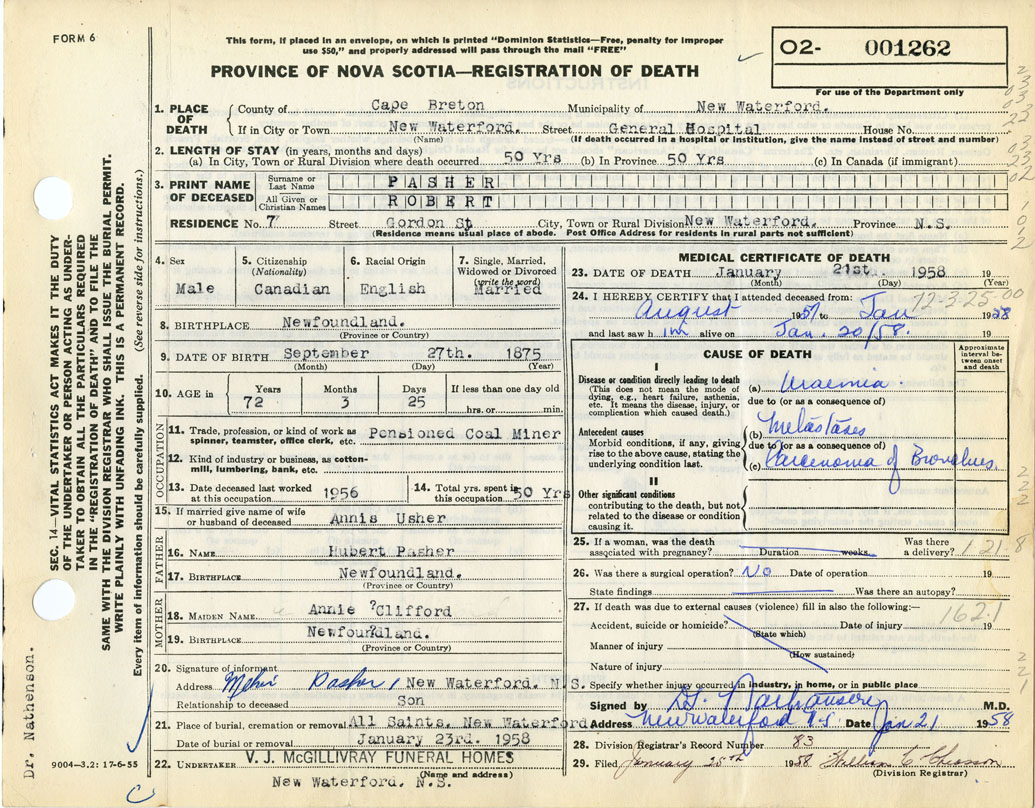 FORM 6
This form, if placed in an envelope, on which is printed "Dominion Statistics—Free, penalty for improper
use $50," and properly addressed will pass through the mail "FREE"
PROVINCE OF NOVA SCOTIA—REGISTRATION OF DEATH
O2- 001262
For use of the Department only
1. PLACE OF DEATH { County of Cape Breton Municipality of New Waterford.
If in City or Town New Waterford. Street General Hospital House No.
(Name) (If death occurred in a hospital or institution, give the name instead of street and number)
2. LENGTH OF STAY (in years, months and days)
(a) In City, Town or Rural Division where death occurred 50 Yrs (b) In Province 50 Yrs (c) In Canada (if immigrant)
3. PRINT NAME OF DECEASED
Surname or Last Name PASHER
All Given or Christian Names ROBERT
RESIDENCE No. 7 Street Gordon St. City, Town or Rural Division New Waterford. Province N.S.
(Residence means usual place of abode. Post Office Address for residents in rural parts not sufficient)
4. Sex Male
5. Citizenship (Nationality) Canadian
6. Racial Origin English
7. Single, Married, Widowed or Divorced (write the word) Married
8. BIRTHPLACE Newfoundland.
(Province or Country)
9. DATE OF BIRTH September 27th. 1875
(Month) (Day) (Year)
10. AGE in { Years 72 Months 3 Days 25 If less than one day old hrs. or min.
OCCUPATION
11. Trade, profession or kind of work as spinner, teamster, office clerk, etc. Pensioned Coal Miner
12. Kind of industry or business, as cotton-mill, lumbering, bank, etc.
13. Date deceased last worked at this occupation 1956
14. Total yrs. spent in this occupation 50 Yrs
15. If married give name of wife or husband of deceased Annis Usher
FATHER
16. NAME Hubert Pasher
17. BIRTHPLACE Newfoundland.
(Province or Country)
MOTHER
18. MAIDEN NAME Annie ?Clifford
19. BIRTHPLACE Newfoundland.
(Province or Country)
20. Signature of informant
Address Pasher New Waterford. N.S.
Relationship to deceased Son
21. Place of burial, cremation or removal All Saints. New Waterford
Date of burial or removal January 23rd. 1958
22. UNDERTAKER V. J. McGILLIVRAY FUNERAL HOMES
(Name and address)
New Waterford. N.S.
MEDICAL CERTIFICATE OF DEATH
23. DATE OF DEATH January 21st. 1958 19
(Month) (Day) (Year)
24. I HEREBY CERTIFY that I attended deceased from:
72-3-25.00
August 1957 to Jan 1958
and last saw h im alive on Jan. 20/58. 19
CAUSE OF DEATH
Approximate interval between onset and death
I
Disease or condition directly leading to death
(This does not mean the mode of dying, e.g., heart failure, asthenia, etc. It means the disease, injury, or complication which caused death.)
(a) Uraemia.
due to (or as a consequence of)
Antecedent causes
Morbid conditions, if any, giving rise to the above cause, stating the underlying condition last.
(b) Metastases
due to (or as a consequence of)
(c) Carcinoma of Bronchus
II
Other significant conditions
contributing to the death, but not related to the disease or condition causing it.
25. If a woman, was the death associated with pregnancy? Duration weeks. Was there a delivery?
1-21-8
26. Was there a surgical operation? No Date of operation 19
State findings Was there an autopsy?
27. If death was due to external causes (violence) fill in also the following:—
162.1
Accident, suicide or homicide? Date of injury 19
(State which)
Manner of injury
(How sustained)
Nature of injury
Specify whether injury occurred in industry, in home, or in public place
Signed by M.D.
Address New Waterford N.S. Date Jan 21 1958
28. Division Registrar's Record Number 83
29. Filed January 25th 1958 William C Chiasson
(Division Registrar)
SEC. 14—VITAL STATISTICS ACT MAKES IT THE DUTY
OF THE UNDERTAKER OR PERSON ACTING AS UNDER-
TAKER TO OBTAIN ALL THE PARTICULARS REQUIRED
IN THE "REGISTRATION OF DEATH" AND TO FILE THE
SAME WITH THE DIVISION REGISTRAR WHO SHALL ISSUE THE BURIAL PERMIT.
WRITE PLAINLY WITH UNFADING INK. THIS IS A PERMANENT RECORD.
Every item of information should be carefully supplied. (See reverse side for instructions.)
Dr. Nathenson.
9004—3.2: 17-6-55